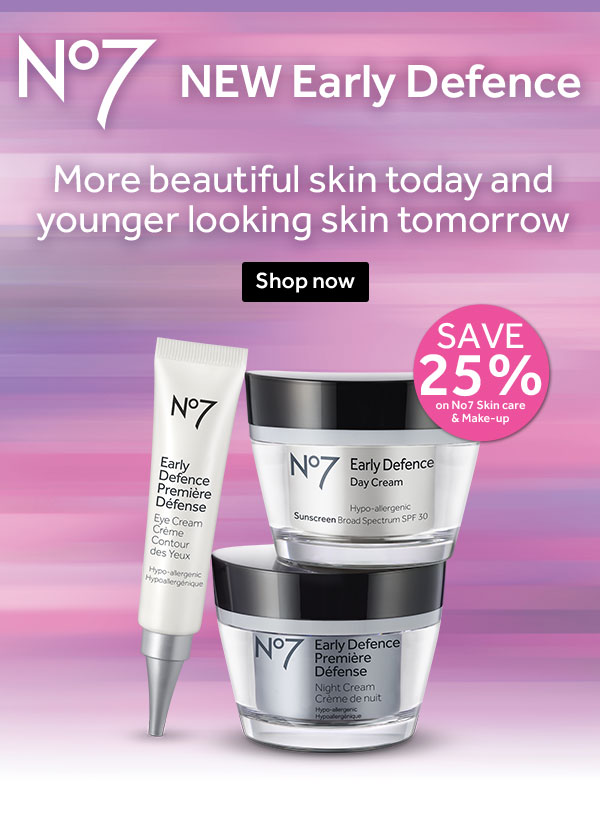 No7 NEW Early Defence
More beautiful skin today and
younger looking skin tomorrow
Shop now
SAVE
25%
on No7 Skin care
& Make-up
No7
Early
Defence
Première
Défense
Eye Cream
Crème
Contour
des Yeux
Hypo-allergenic
Hypoallergénique
No7 Early Defence
Day Cream
Hypo-allergenic
Sunscreen Broad Spectrum SPF 30
No7 Early Defence
Première
Défense
Night Cream
Crème de nuit
Hypo-allergenic
Hypoallergénique